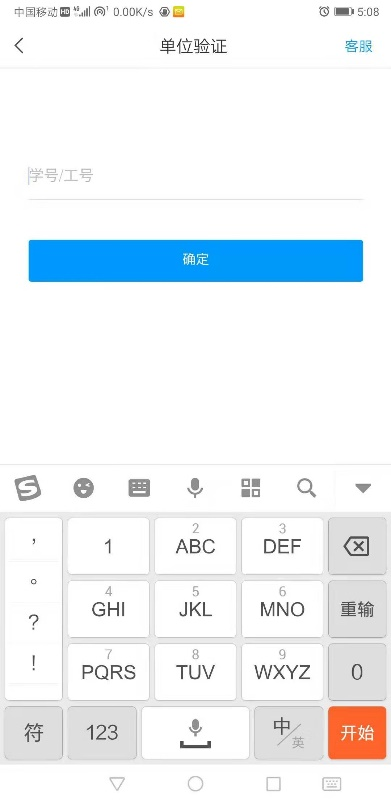 中国移动 HD 4G 0.00K/s 5:08
单位验证 客服
学号/工号
确定
, 1 2 ABC 3 DEF
。 4 GHI 5 JKL 6 MNO 重输
?
! 7 PQRS 8 TUV 9 WXYZ 0
符 123 中/英 开始